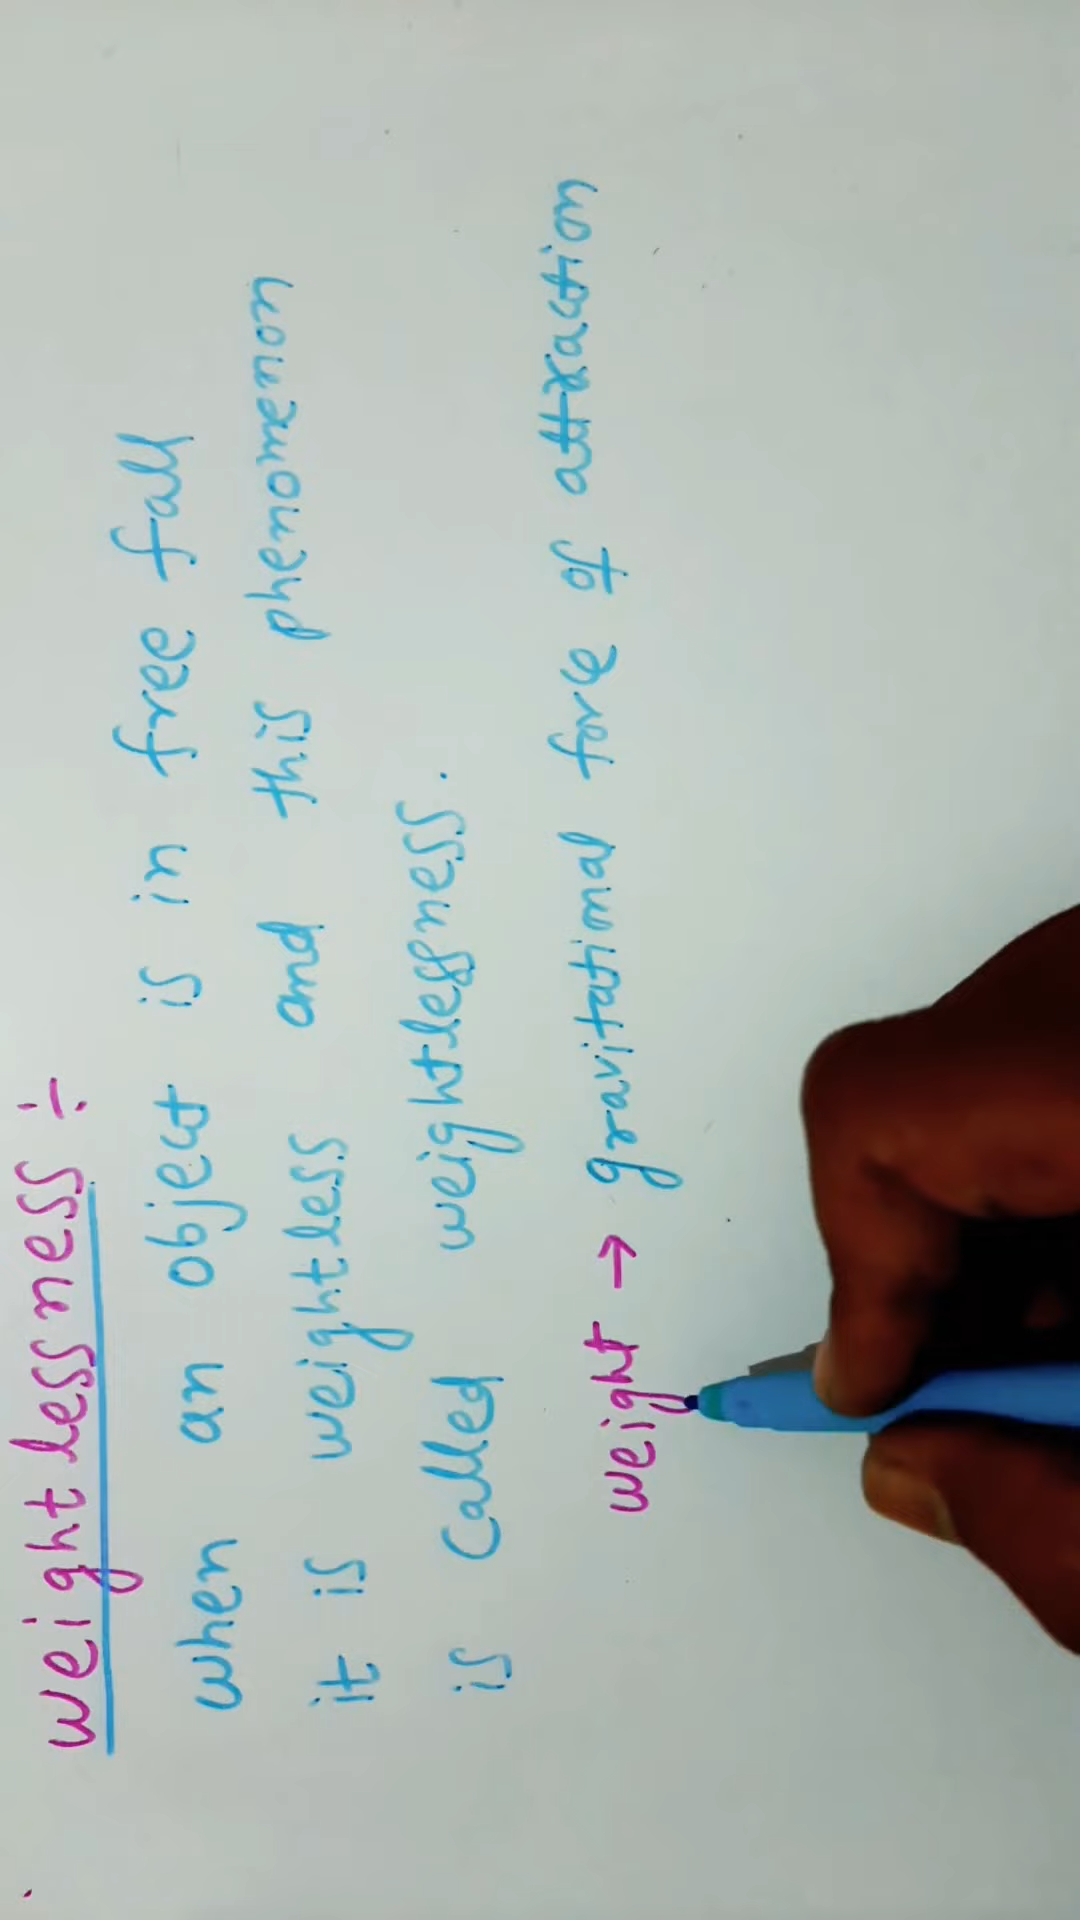 weightlessness ÷
when an object is in free fall
it is weightless and this phenomenon
is Called weightlessness.
weight → gravitational force of attraction